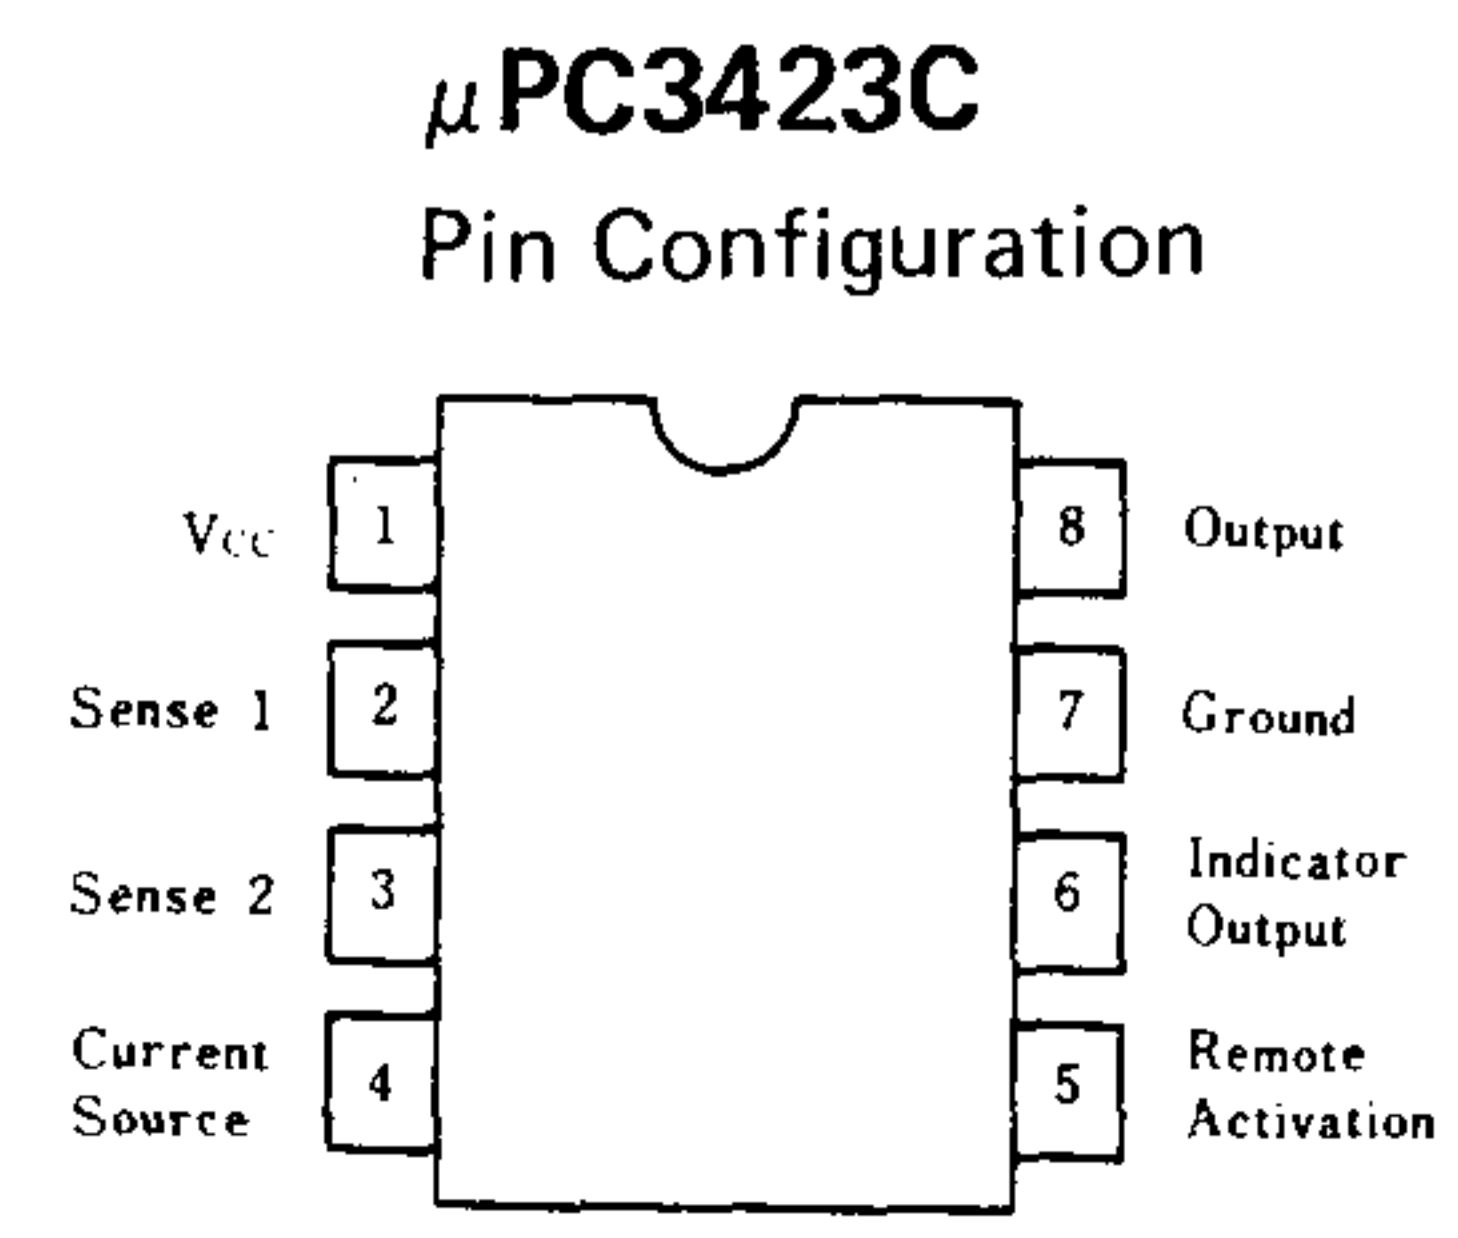 μPC3423C
Pin Configuration
Vcc 1 8 Output
Sense 1 2 7 Ground
Sense 2 3 6 Indicator
Output
Current
Source 4 5 Remote
Activation